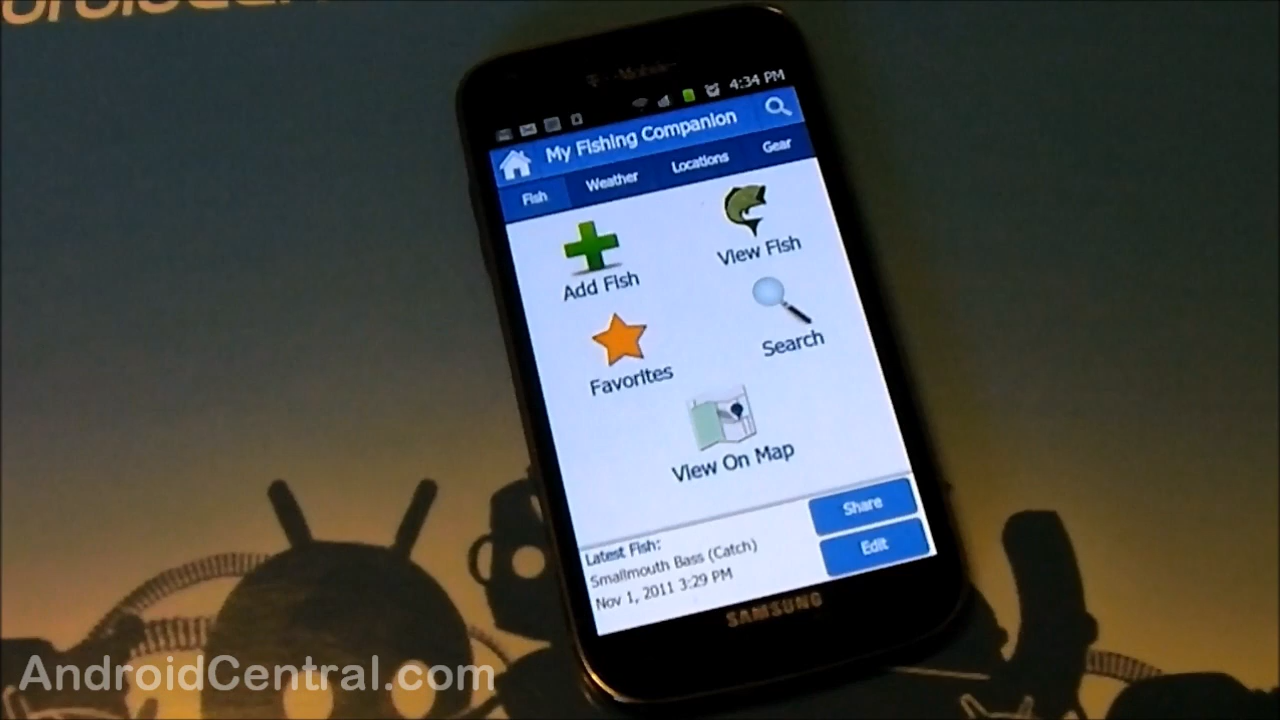 T-Mobile
4:34 PM
My Fishing Companion
Fish Weather Locations Gear
Add Fish
View Fish
Favorites
Search
View On Map
Latest Fish:
Smallmouth Bass (Catch)
Nov 1, 2011 3:29 PM
Share
Edit
SAMSUNG
AndroidCentral.com